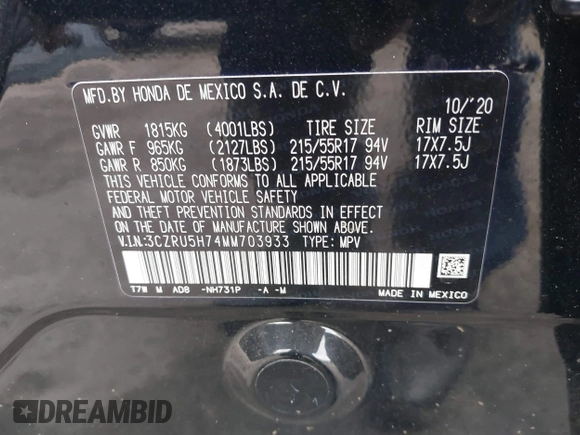 MFD.BY HONDA DE MEXICO S.A. DE C.V.
10/'20
GVWR 1815KG (4001LBS) TIRE SIZE RIM SIZE
GAWR F 965KG (2127LBS) 215/55R17 94V 17X7.5J
GAWR R 850KG (1873LBS) 215/55R17 94V 17X7.5J
THIS VEHICLE CONFORMS TO ALL APPLICABLE
FEDERAL MOTOR VEHICLE SAFETY
AND THEFT PREVENTION STANDARDS IN EFFECT
ON THE DATE OF MANUFACTURE SHOWN ABOVE.
V.I.N:3CZRU5H74MM703933 TYPE: MPV
T7W M AD8 -NH731P -A -M
MADE IN MEXICO
DREAMBID